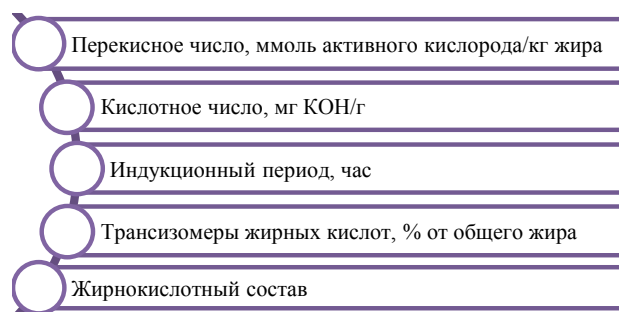 Перекисное число, ммоль активного кислорода/кг жира
Кислотное число, мг КОН/г
Индукционный период, час
Трансизомеры жирных кислот, % от общего жира
Жирнокислотный состав